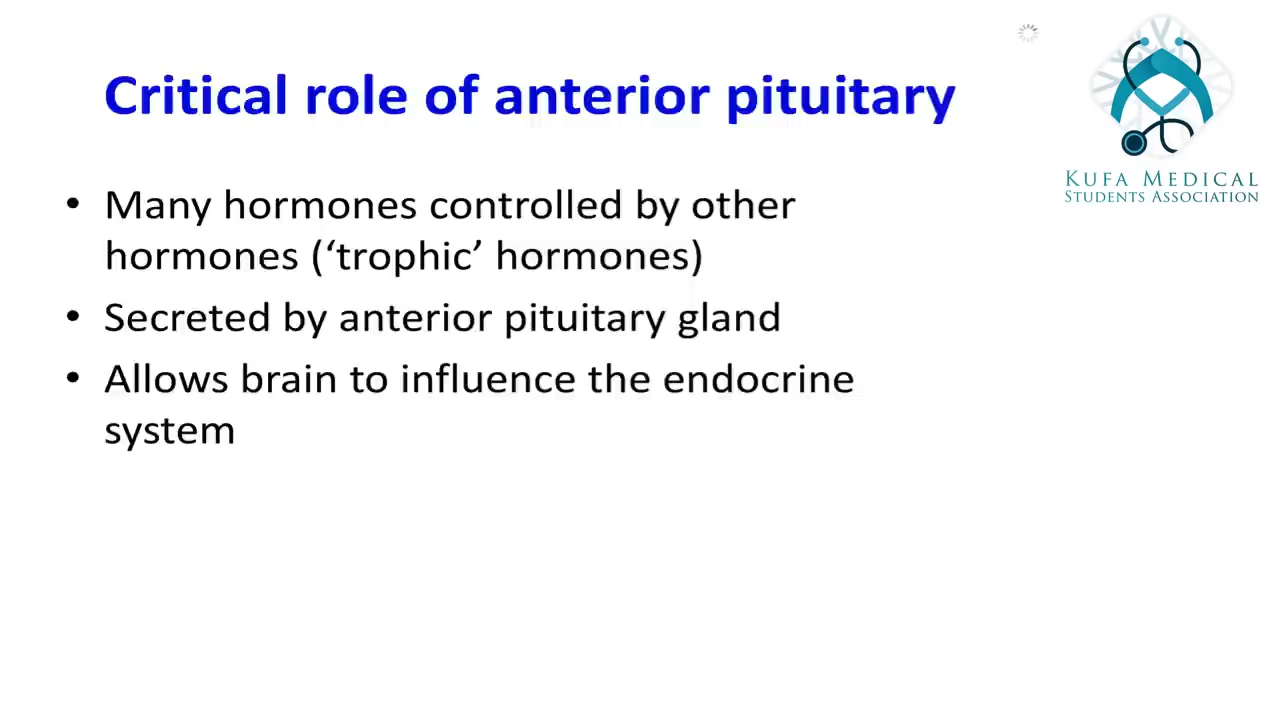 Critical role of anterior pituitary
KUFA MEDICAL
STUDENTS ASSOCIATION
• Many hormones controlled by other
hormones (‘trophic’ hormones)
• Secreted by anterior pituitary gland
• Allows brain to influence the endocrine
system